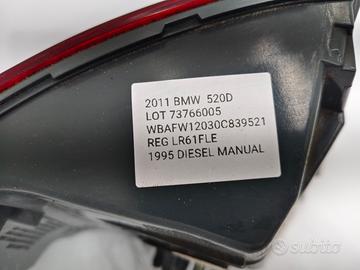 2011 BMW 520D
LOT 73766005
WBAFW12030C839521
REG LR61FLE
1995 DIESEL MANUAL
subito